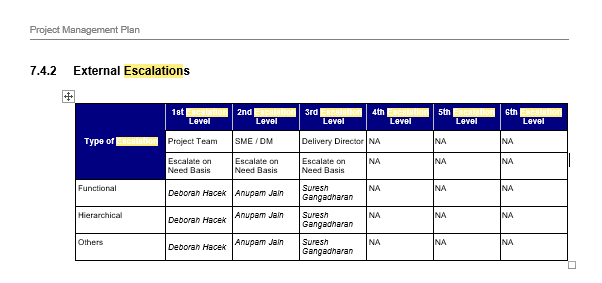 Project Management Plan
7.4.2 External Escalations
Type of Escalation
1st Escalation Level
2nd Escalation Level
3rd Escalation Level
4th Escalation Level
5th Escalation Level
6th Escalation Level
Project Team
SME / DM
Delivery Director
NA
NA
NA
Escalate on Need Basis
Escalate on Need Basis
Escalate on Need Basis
NA
NA
NA
Functional
Deborah Hacek
Anupam Jain
Suresh Gangadharan
NA
NA
NA
Hierarchical
Deborah Hacek
Anupam Jain
Suresh Gangadharan
NA
NA
NA
Others
Deborah Hacek
Anupam Jain
Suresh Gangadharan
NA
NA
NA